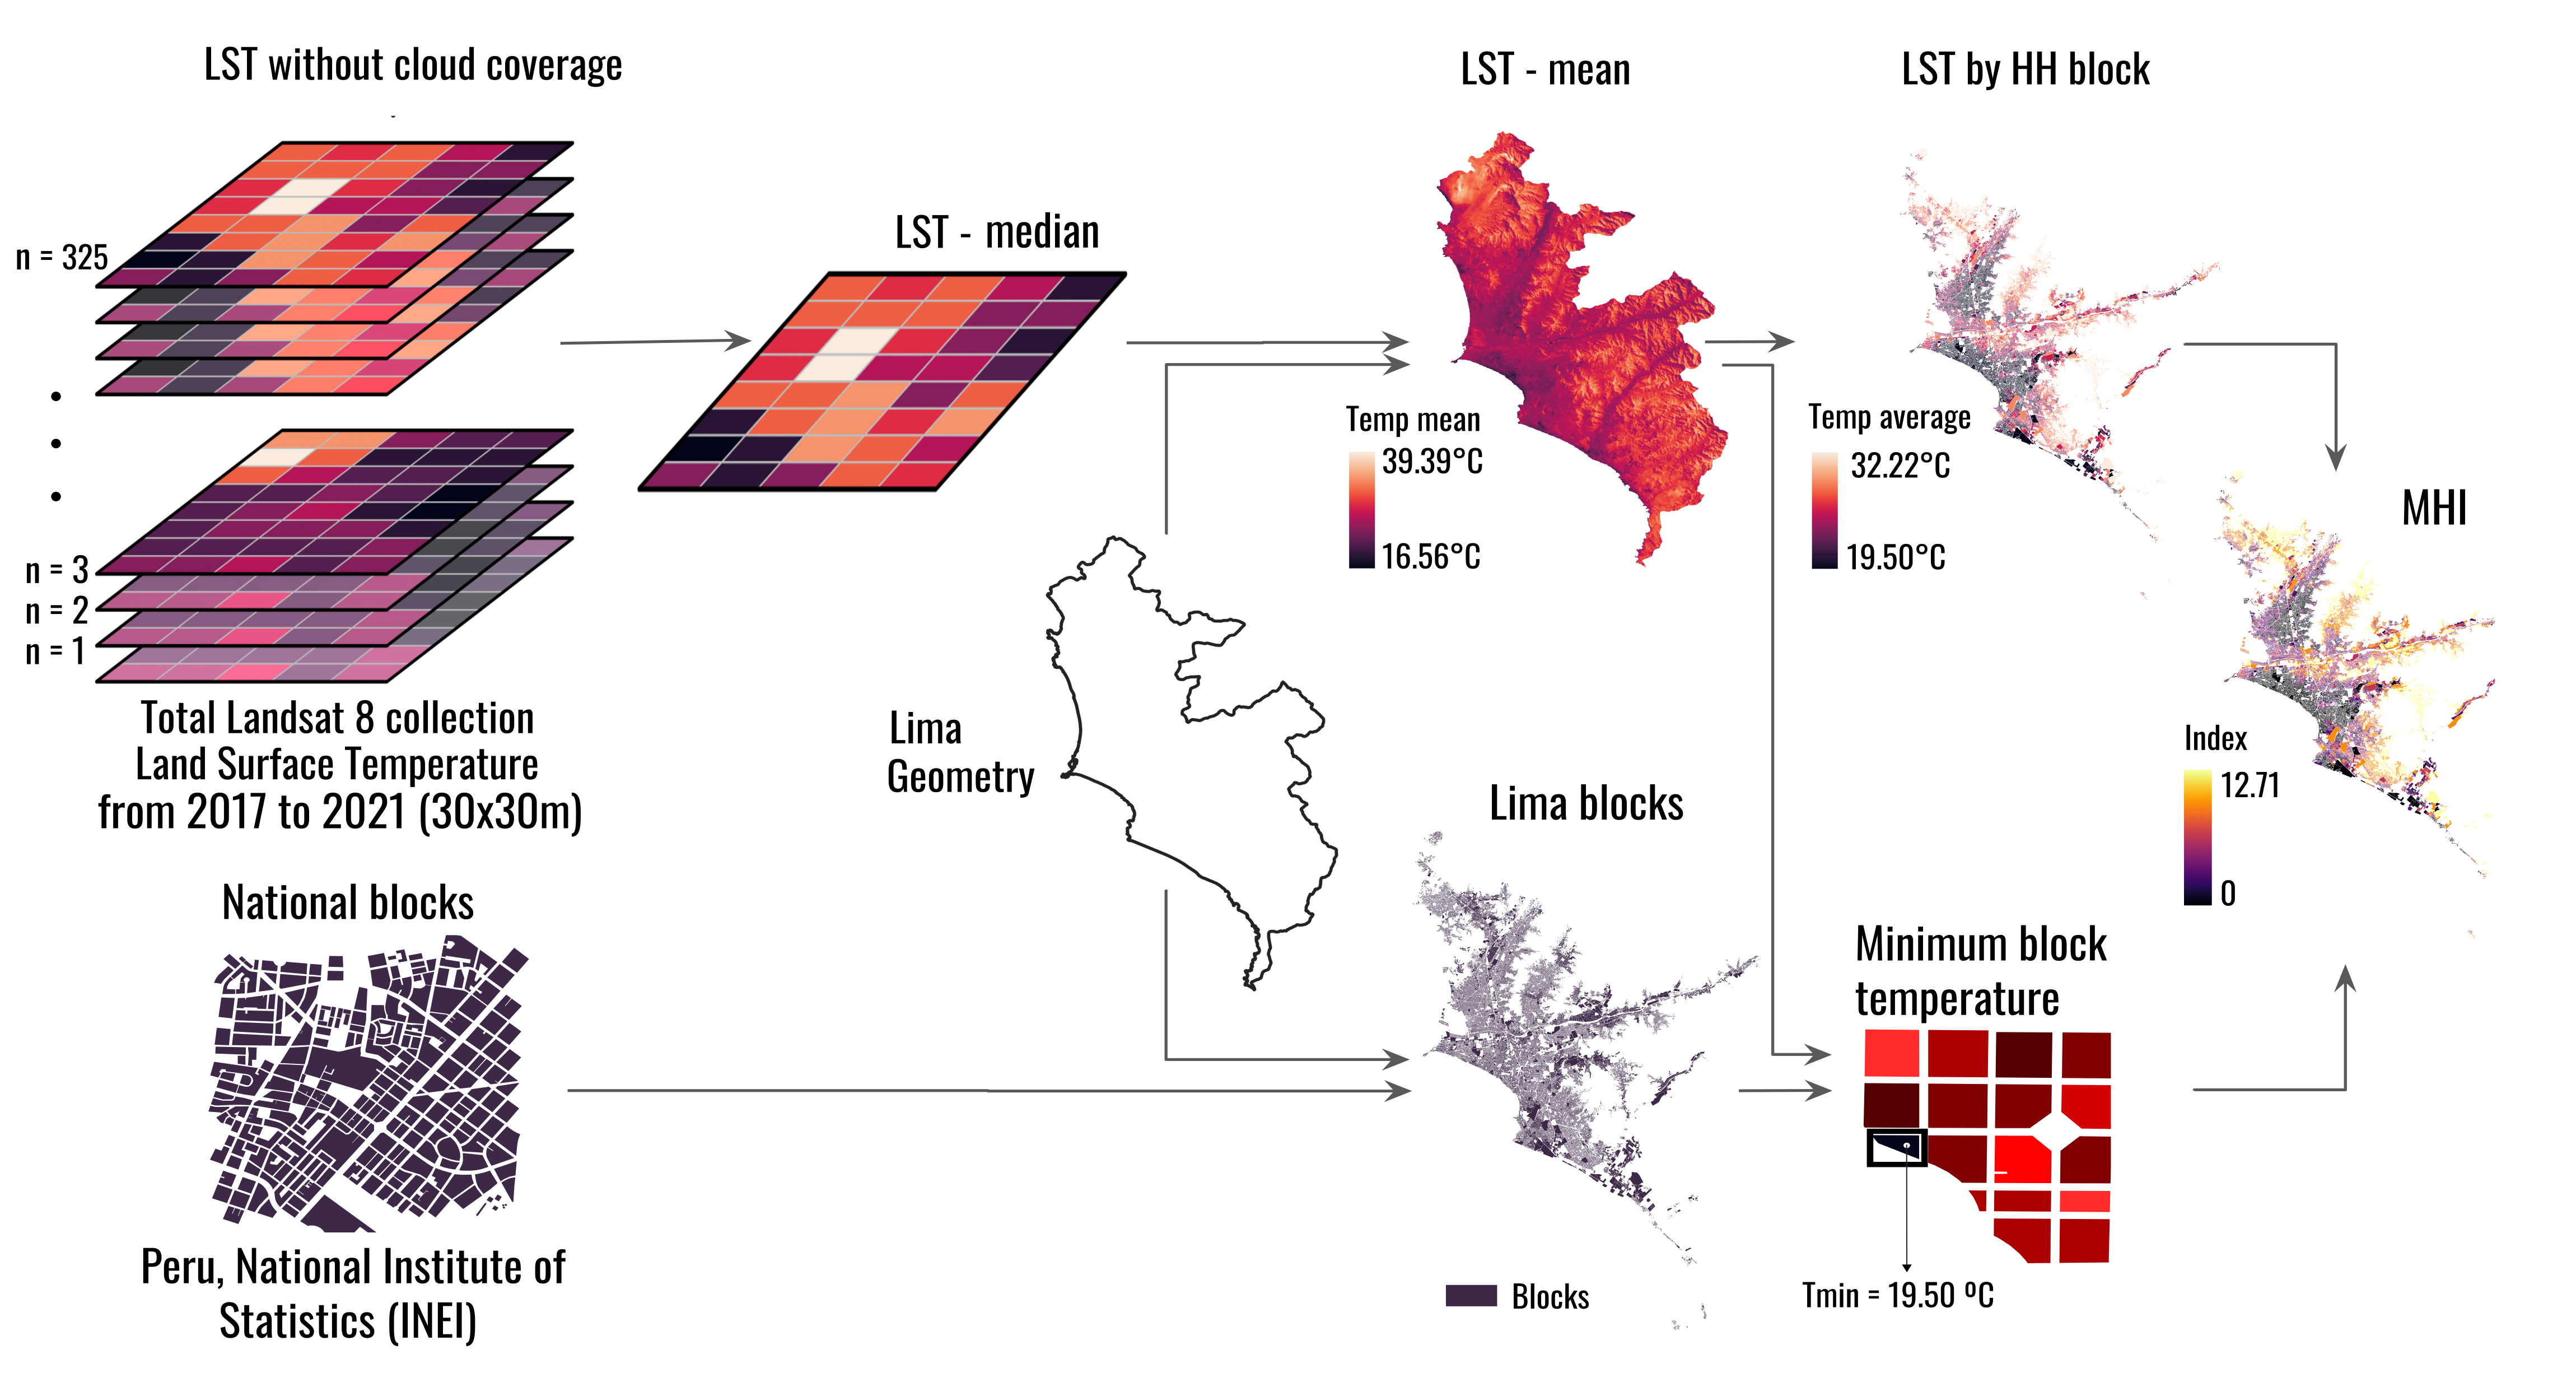 LST without cloud coverage
n = 325
n = 3
n = 2
n = 1
Total Landsat 8 collection
Land Surface Temperature
from 2017 to 2021 (30x30m)
National blocks
Peru, National Institute of
Statistics (INEI)
LST - median
Lima
Geometry
LST - mean
Temp mean
39.39°C
16.56°C
Lima blocks
Blocks
LST by HH block
Temp average
32.22°C
19.50°C
Minimum block
temperature
Tmin = 19.50 ºC
MHI
Index
12.71
0